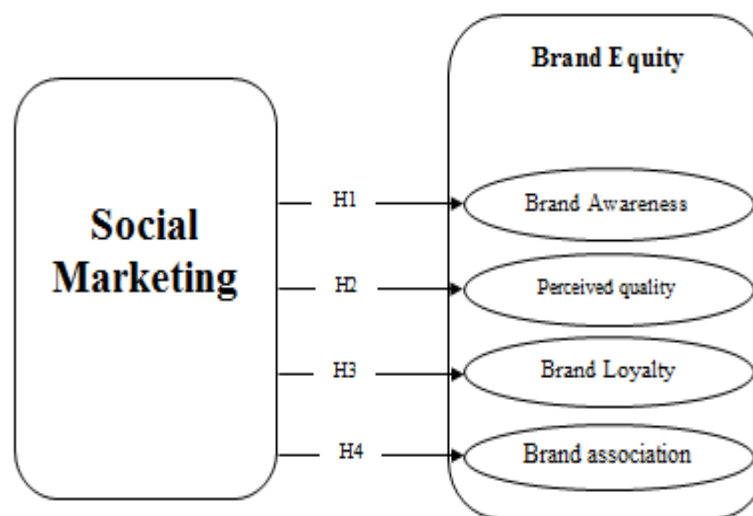 Brand Equity
Social
Marketing
H1
Brand Awareness
H2
Perceived quality
H3
Brand Loyalty
H4
Brand association